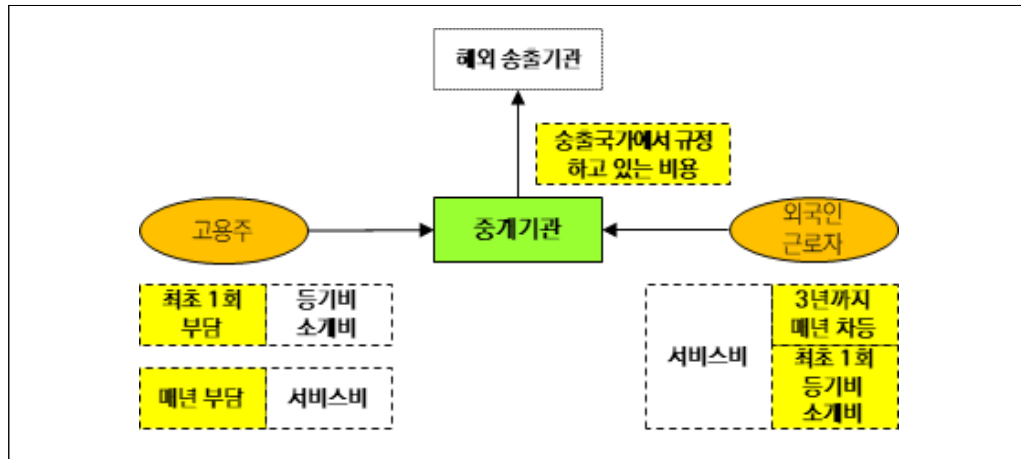 해외 송출기관
송출국가에서 규정
하고 있는 비용
고용주
중개기관
외국인
근로자
최초 1회
부담
등기비
소개비
매년 부담
서비스비
서비스비
3년까지
매년 차등
최초 1회
등기비
소개비